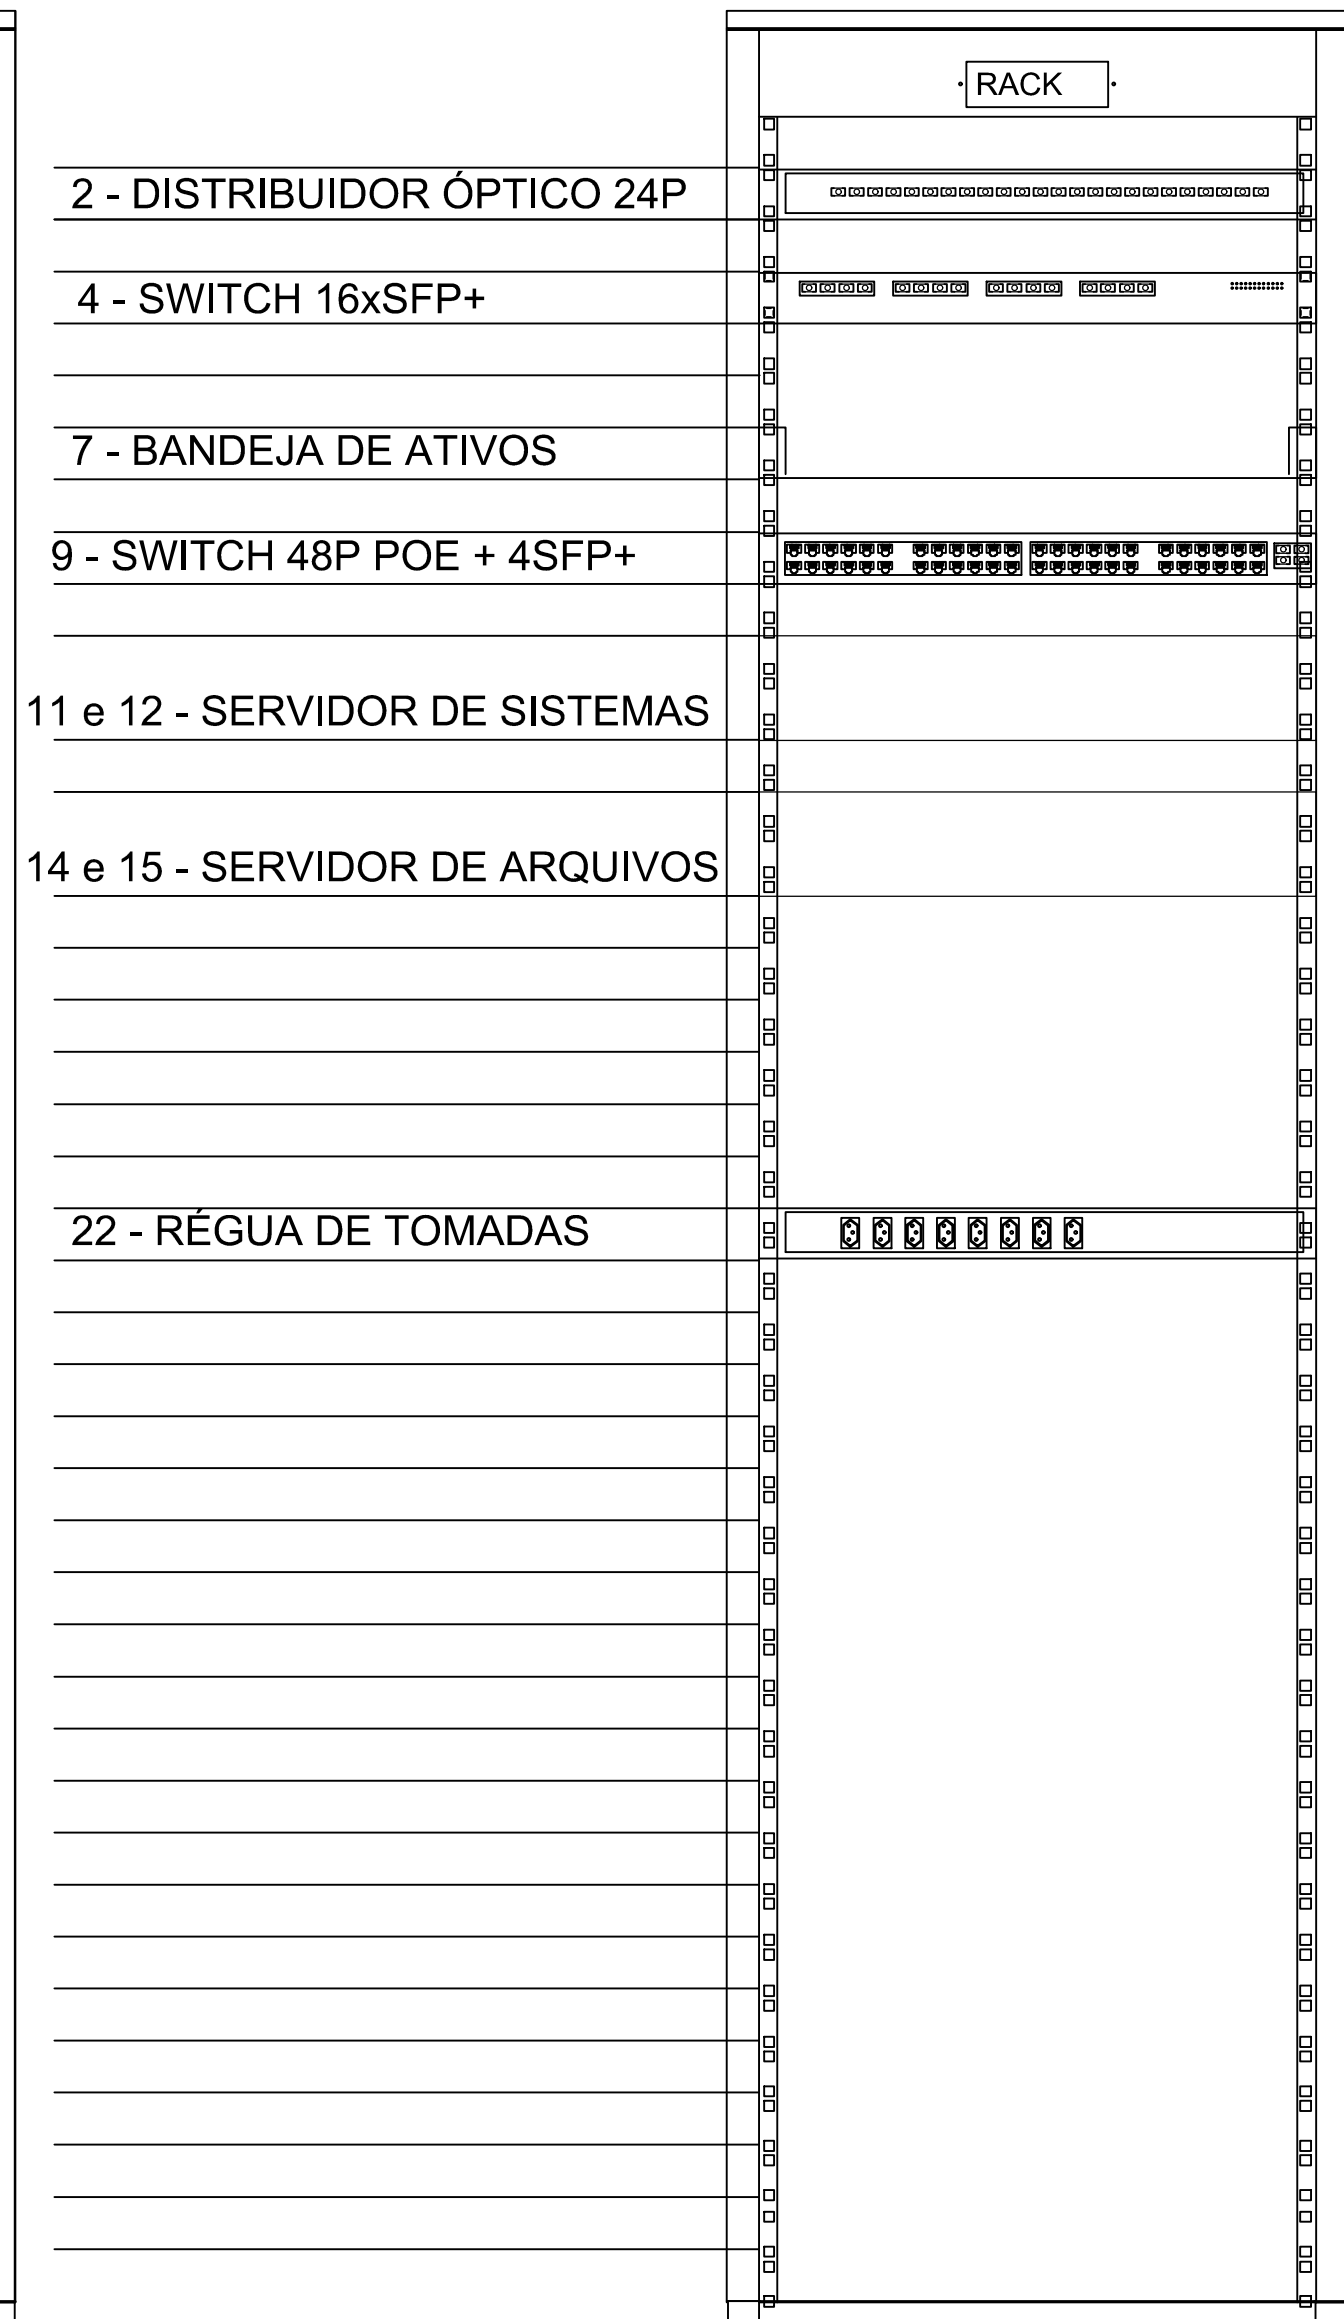 RACK
2 - DISTRIBUIDOR ÓPTICO 24P
4 - SWITCH 16xSFP+
7 - BANDEJA DE ATIVOS
9 - SWITCH 48P POE + 4SFP+
11 e 12 - SERVIDOR DE SISTEMAS
14 e 15 - SERVIDOR DE ARQUIVOS
22 - RÉGUA DE TOMADAS